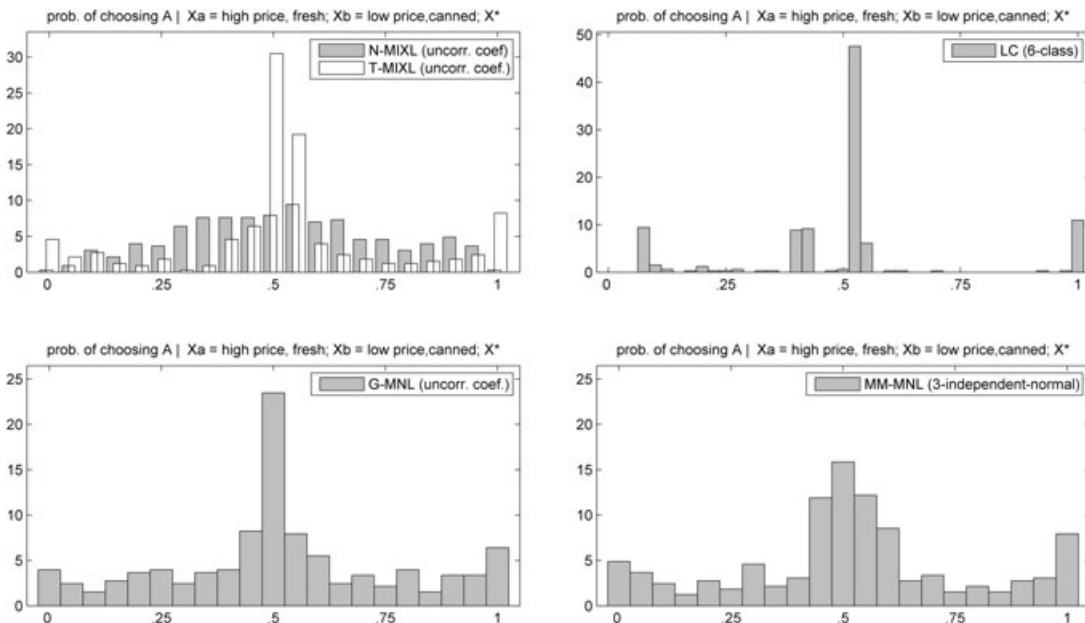 prob. of choosing A | Xa = high price, fresh; Xb = low price,canned; X*
30
25
20
15
10
5
0
N-MIXL (uncorr. coef)
T-MIXL (uncorr. coef.)
0 .25 .5 .75 1
prob. of choosing A | Xa = high price, fresh; Xb = low price,canned; X*
50
40
30
20
10
0
LC (6-class)
0 .25 .5 .75 1
prob. of choosing A | Xa = high price, fresh; Xb = low price,canned; X*
25
20
15
10
5
0
G-MNL (uncorr. coef.)
0 .25 .5 .75 1
prob. of choosing A | Xa = high price, fresh; Xb = low price,canned; X*
25
20
15
10
5
0
MM-MNL (3-independent-normal)
0 .25 .5 .75 1